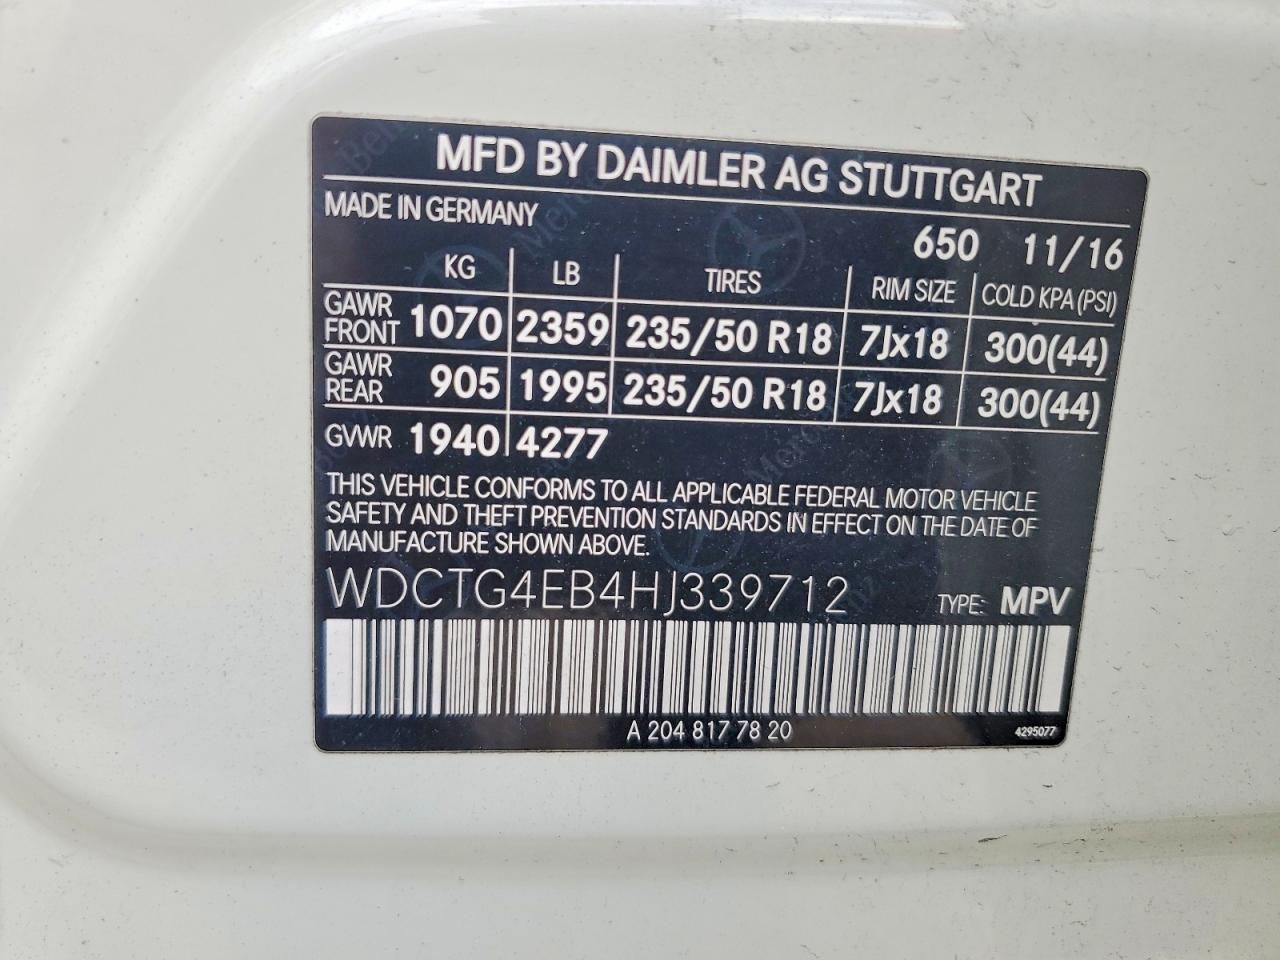 MFD BY DAIMLER AG STUTTGART
MADE IN GERMANY
650 11/16
KG LB TIRES RIM SIZE COLD KPA (PSI)
GAWR FRONT 1070 2359 235/50 R18 7Jx18 300(44)
GAWR REAR 905 1995 235/50 R18 7Jx18 300(44)
GVWR 1940 4277
THIS VEHICLE CONFORMS TO ALL APPLICABLE FEDERAL MOTOR VEHICLE
SAFETY AND THEFT PREVENTION STANDARDS IN EFFECT ON THE DATE OF
MANUFACTURE SHOWN ABOVE.
WDCTG4EB4HJ339712 TYPE: MPV
A 204 817 78 20
4295077